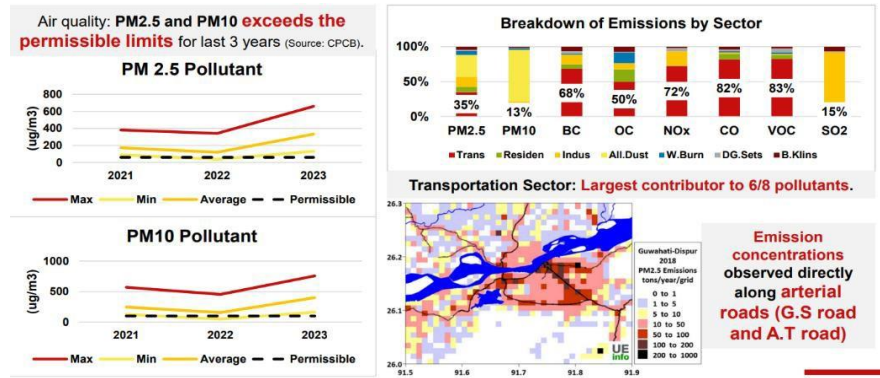 Air quality: PM2.5 and PM10 exceeds the
permissible limits for last 3 years (Source: CPCB).
PM 2.5 Pollutant
(ug/m3)
800
600
400
200
0
2021 2022 2023
Max Min Average Permissible
PM10 Pollutant
(ug/m3)
1000
500
0
2021 2022 2023
Max Min Average Permissible
Breakdown of Emissions by Sector
100%
50%
0%
35% 13% 68% 50% 72% 82% 83% 15%
PM2.5 PM10 BC OC NOx CO VOC SO2
Trans Residen Indus All.Dust W.Burn DG.Sets B.Klins
Transportation Sector: Largest contributor to 6/8 pollutants.
26.3
26.2
26.1
26.0
91.5 91.6 91.7 91.8 91.9
Guwahati-Dispur
2018
PM2.5 Emissions
tons/year/grid
0 to 1
1 to 5
5 to 10
10 to 50
50 to 100
100 to 200
200 to 1000
UE
info
Emission
concentrations
observed directly
along arterial
roads (G.S road
and A.T road)